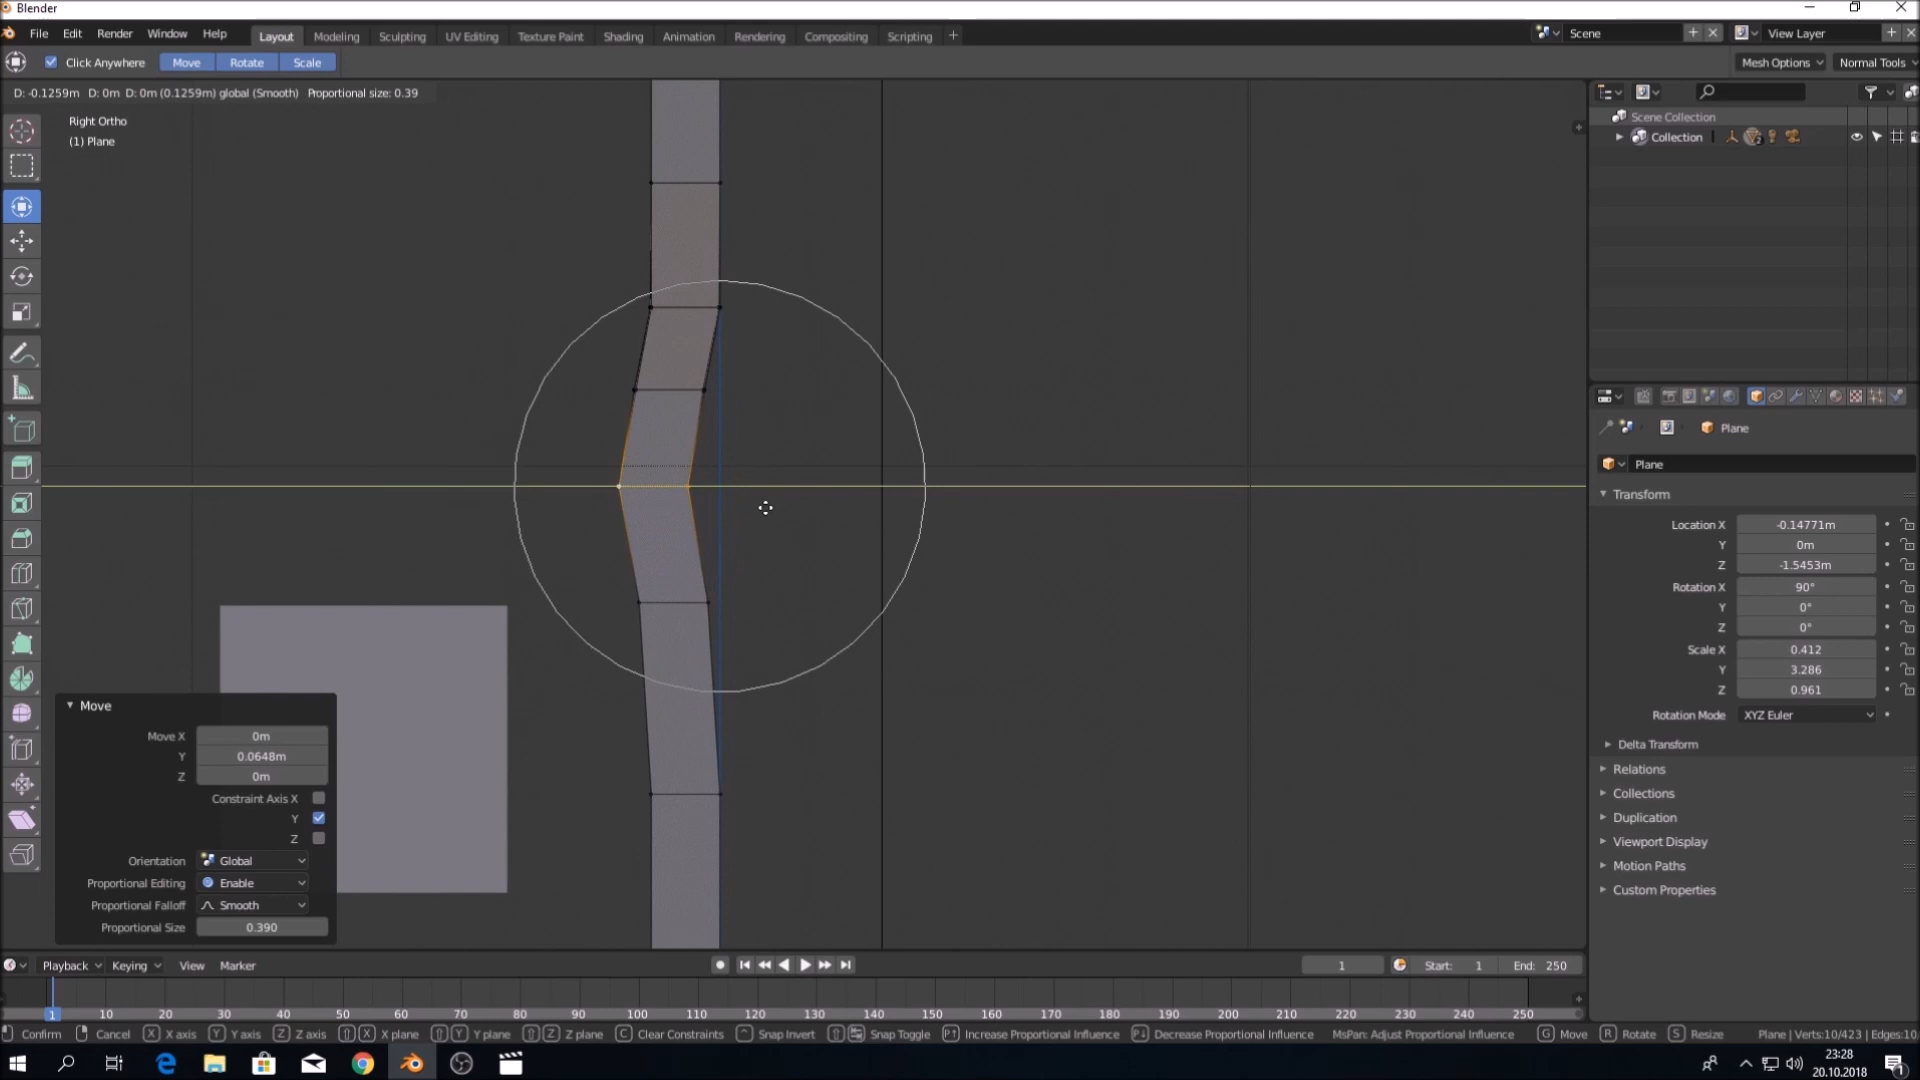 Blender
File Edit Render Window Help Layout Modeling Sculpting UV Editing Texture Paint Shading Animation Rendering Compositing Scripting + Scene View Layer
Click Anywhere Move Rotate Scale Mesh Options Normal Tools
D: -0.1259m D: 0m D: 0m (0.1259m) global (Smooth) Proportional size: 0.39
Right Ortho
(1) Plane
Scene Collection
Collection
Plane
Plane
Transform
Location X -0.14771m
Y 0m
Z -1.5453m
Rotation X 90°
Y 0°
Z 0°
Scale X 0.412
Y 3.286
Z 0.961
Rotation Mode XYZ Euler
Delta Transform
Relations
Collections
Duplication
Viewport Display
Motion Paths
Custom Properties
Move
Move X 0m
Y 0.0648m
Z 0m
Constraint Axis X
Y
Z
Orientation Global
Proportional Editing Enable
Proportional Falloff Smooth
Proportional Size 0.390
Playback Keying View Marker 1 Start: 1 End: 250
1 10 20 30 40 50 60 70 80 90 100 110 120 130 140 150 160 170 180 190 200 210 220 230 240 250
Confirm Cancel X X axis Y Y axis Z Z axis X X plane Y Y plane Z Z plane C Clear Constraints Snap Invert Snap Toggle P↑ Increase Proportional Influence P↓ Decrease Proportional Influence MsPan: Adjust Proportional Influence G Move R Rotate S Resize Plane | Verts:10/423 | Edges:10
23:28
20.10.2018